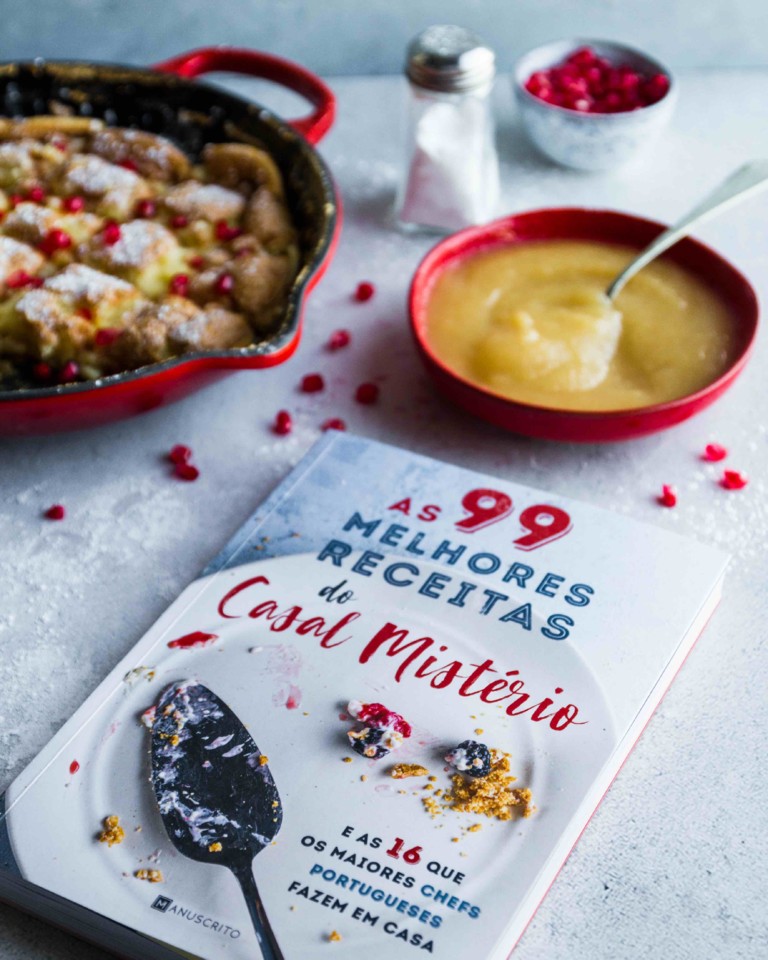 AS 99
MELHORES
RECEITAS
do
Casal Mistério
E AS 16 QUE
OS MAIORES CHEFS
PORTUGUESES
FAZEM EM CASA
MANUSCRITO